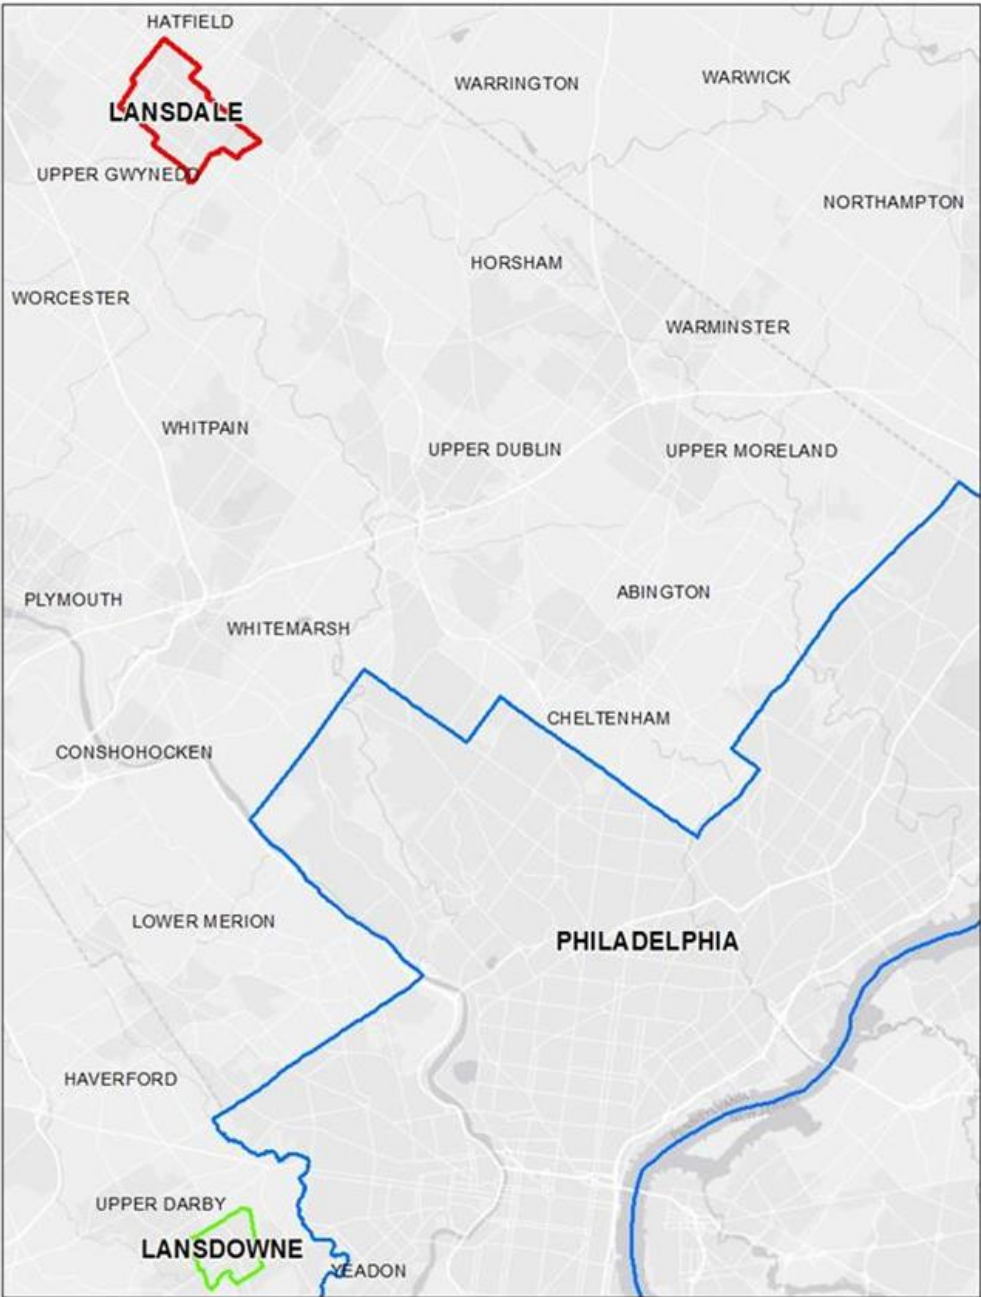 HATFIELD
WARRINGTON
WARWICK
LANSDALE
UPPER GWYNEDD
NORTHAMPTON
HORSHAM
WORCESTER
WARMINSTER
WHITPAIN
UPPER DUBLIN
UPPER MORELAND
ABINGTON
PLYMOUTH
WHITEMARSH
CHELTENHAM
CONSHOHOCKEN
LOWER MERION
PHILADELPHIA
HAVERFORD
UPPER DARBY
LANSDOWNE
YEADON